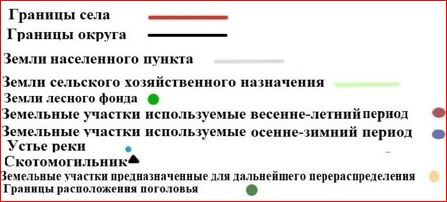 Границы села
Границы округа
Земли населенного пункта
Земли сельского хозяйственного назначения
Земли лесного фонда
Земельные участки используемые весенне-летний период
Земельные участки используемые осенне-зимний период
Устье реки
Скотомогильник
Земельные участки предназначенные для дальнейшего перераспределения
Границы расположения поголовья